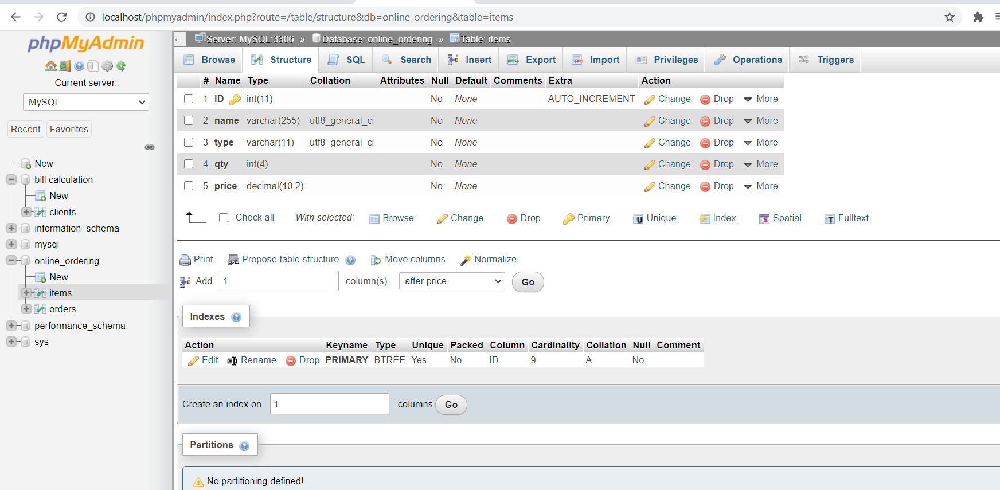 localhost/phpmyadmin/index.php?route=/table/structure&db=online_ordering&table=items
phpMyAdmin
Current server:
MySQL
Recent Favorites
New
bill calculation
New
clients
information_schema
mysql
online_ordering
New
items
orders
performance_schema
sys
Server: MySQL:3306 » Database: online_ordering » Table: items
Browse Structure SQL Search Insert Export Import Privileges Operations Triggers
# Name Type Collation Attributes Null Default Comments Extra Action
1 ID int(11) No None AUTO_INCREMENT Change Drop More
2 name varchar(255) utf8_general_ci No None Change Drop More
3 type varchar(11) utf8_general_ci No None Change Drop More
4 qty int(4) No None Change Drop More
5 price decimal(10,2) No None Change Drop More
Check all With selected: Browse Change Drop Primary Unique Index Spatial Fulltext
Print Propose table structure Move columns Normalize
Add 1 column(s) after price Go
Indexes
Action Keyname Type Unique Packed Column Cardinality Collation Null Comment
Edit Rename Drop PRIMARY BTREE Yes No ID 9 A No
Create an index on 1 columns Go
Partitions
No partitioning defined!